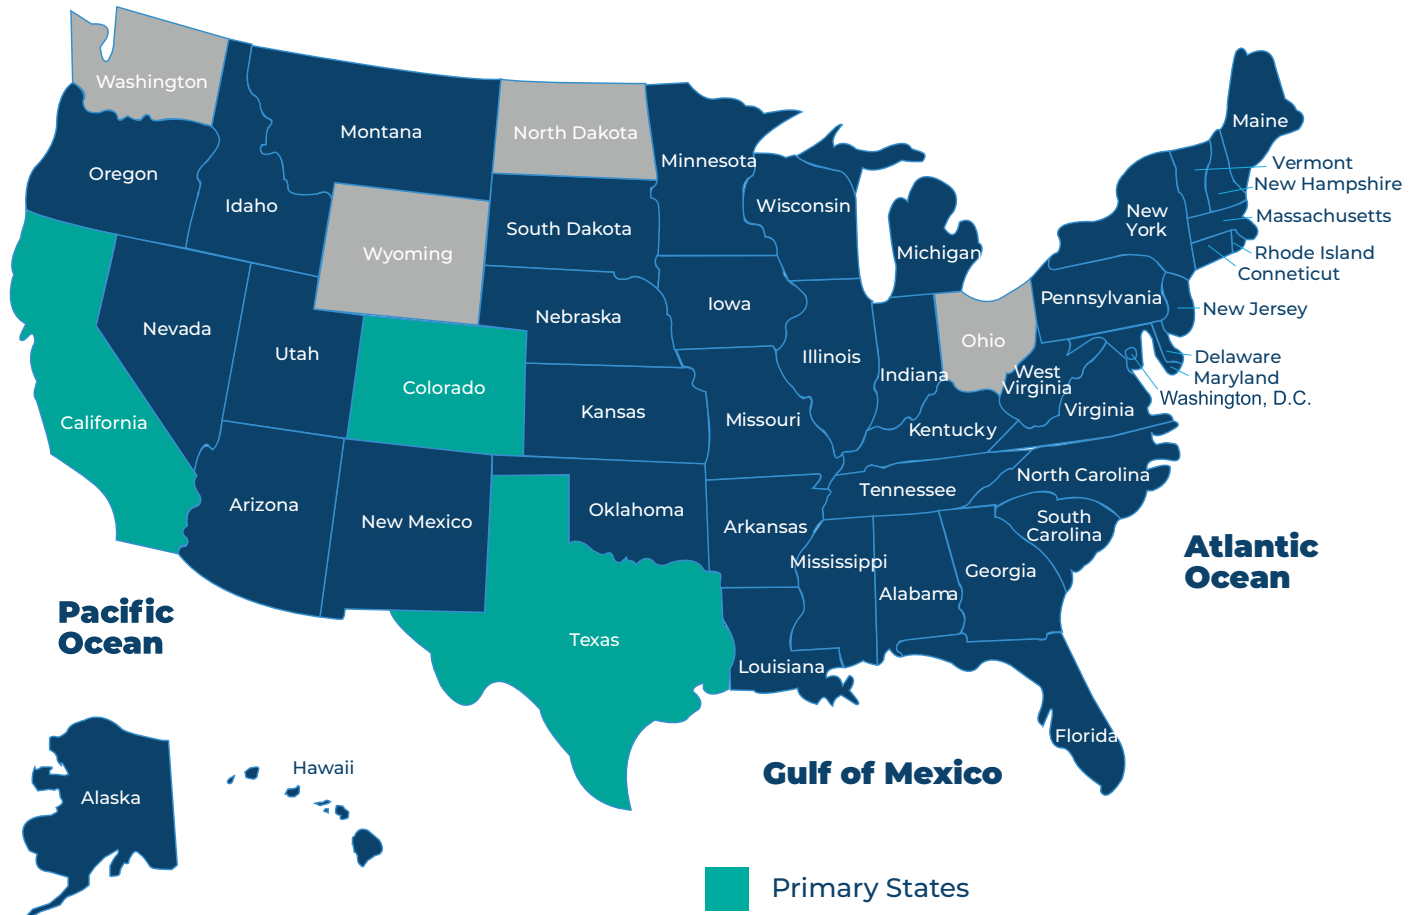 Washington
Montana
North Dakota
Minnesota
Maine
Oregon
Idaho
Wyoming
South Dakota
Wisconsin
Michigan
New
York
Vermont
New Hampshire
Massachusetts
Rhode Island
Conneticut
Nevada
Utah
Colorado
Nebraska
Iowa
Illinois
Indiana
Ohio
Pennsylvania
New Jersey
Delaware
Maryland
Washington, D.C.
West
Virginia
Virginia
California
Kansas
Missouri
Kentucky
Arizona
New Mexico
Oklahoma
Arkansas
Tennessee
North Carolina
South
Carolina
Mississippi
Alabama
Georgia
Atlantic
Ocean
Pacific
Ocean
Texas
Louisiana
Florida
Gulf of Mexico
Alaska
Hawaii
Primary States